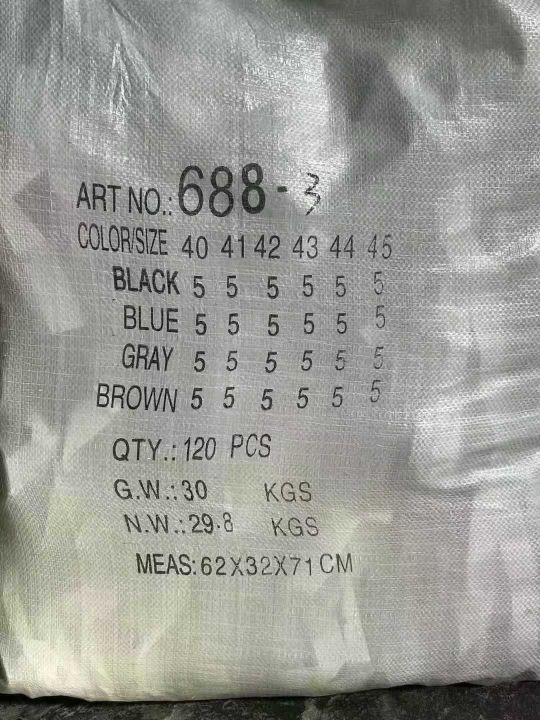 ART NO.: 688-3
COLOR/SIZE 40 41 42 43 44 45
BLACK 5 5 5 5 5 5
BLUE 5 5 5 5 5 5
GRAY 5 5 5 5 5 5
BROWN 5 5 5 5 5 5
QTY.: 120 PCS
G.W.: 30 KGS
N.W.: 29.8 KGS
MEAS: 62X32X71 CM